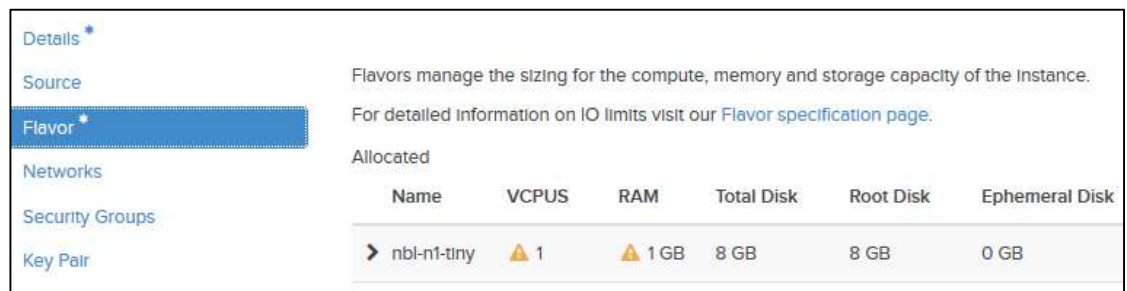 Details *
Source
Flavor *
Networks
Security Groups
Key Pair
Flavors manage the sizing for the compute, memory and storage capacity of the instance.
For detailed information on IO limits visit our Flavor specification page.
Allocated
Name VCPUS RAM Total Disk Root Disk Ephemeral Disk
nbl-n1-tiny 1 1 GB 8 GB 8 GB 0 GB